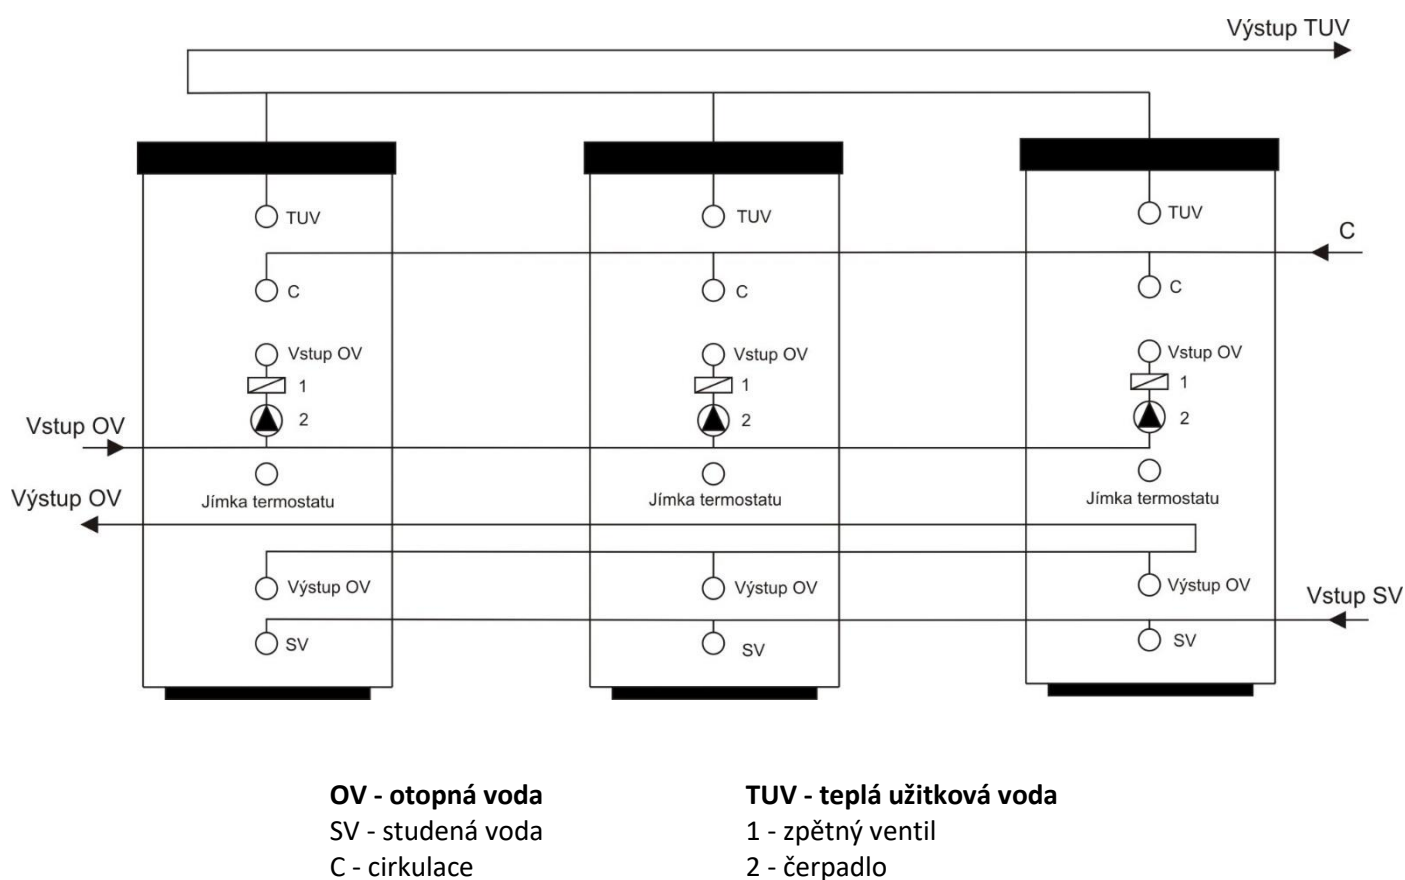 Výstup TUV
TUV TUV TUV
C
C C C
Vstup OV Vstup OV Vstup OV
1 1 1
2 2 2
Vstup OV
Výstup OV
Jímka termostatu Jímka termostatu Jímka termostatu
Výstup OV Výstup OV Výstup OV
Vstup SV
SV SV SV
OV - otopná voda TUV - teplá užitková voda
SV - studená voda 1 - zpětný ventil
C - cirkulace 2 - čerpadlo